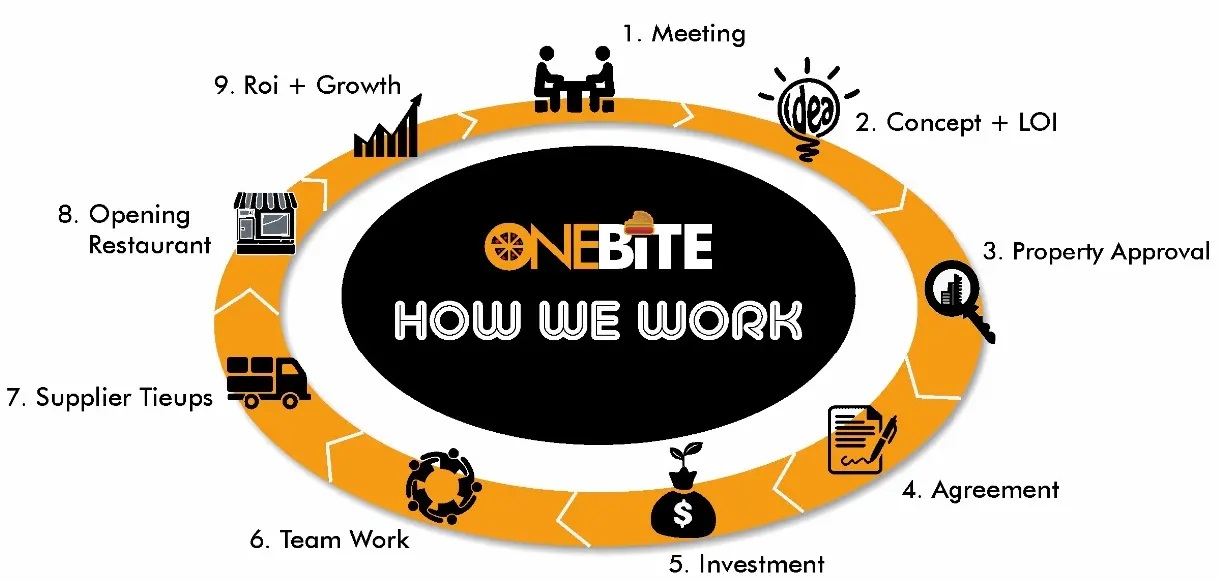 1. Meeting
idea
2. Concept + LOI
3. Property Approval
4. Agreement
$
5. Investment
6. Team Work
7. Supplier Tieups
8. Opening
Restaurant
9. Roi + Growth
ONEBiTE
HOW WE WORK